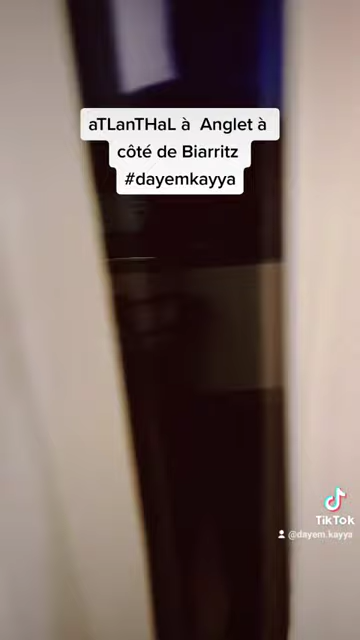 aTLanTHaL à Anglet à
côté de Biarritz
#dayemkayya
TikTok
@dayem.kayya